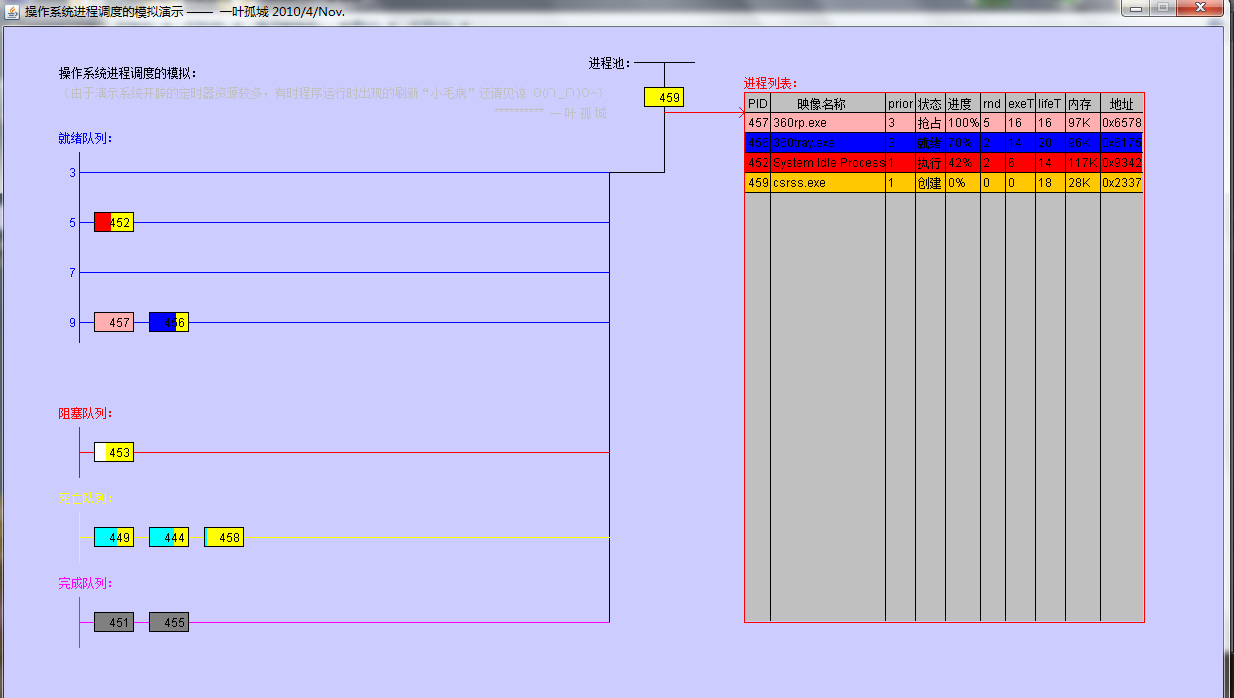 操作系统进程调度的模拟演示 —— 一叶孤城 2010/4/Nov.
操作系统进程调度的模拟：
（由于演示系统开辟的定时器资源较多，有时程序运行时出现的刷新“小毛病”还请见谅 O(∩_∩)O~）
********** —一叶孤城
进程池：
459
进程列表：
PID 映像名称 prior 状态 进度 rnd exeT lifeT 内存 地址
457 360rp.exe 3 抢占 100% 5 16 16 97K 0x6578
456 360tray.exe 3 就绪 70% 2 14 20 36K 0x6175
452 System Idle Process 1 执行 42% 2 6 14 117K 0x9342
459 csrss.exe 1 创建 0% 0 0 18 28K 0x2337
就绪队列：
3
5 452
7
9 457 456
阻塞队列：
453
死亡队列：
449 444 458
完成队列：
451 455